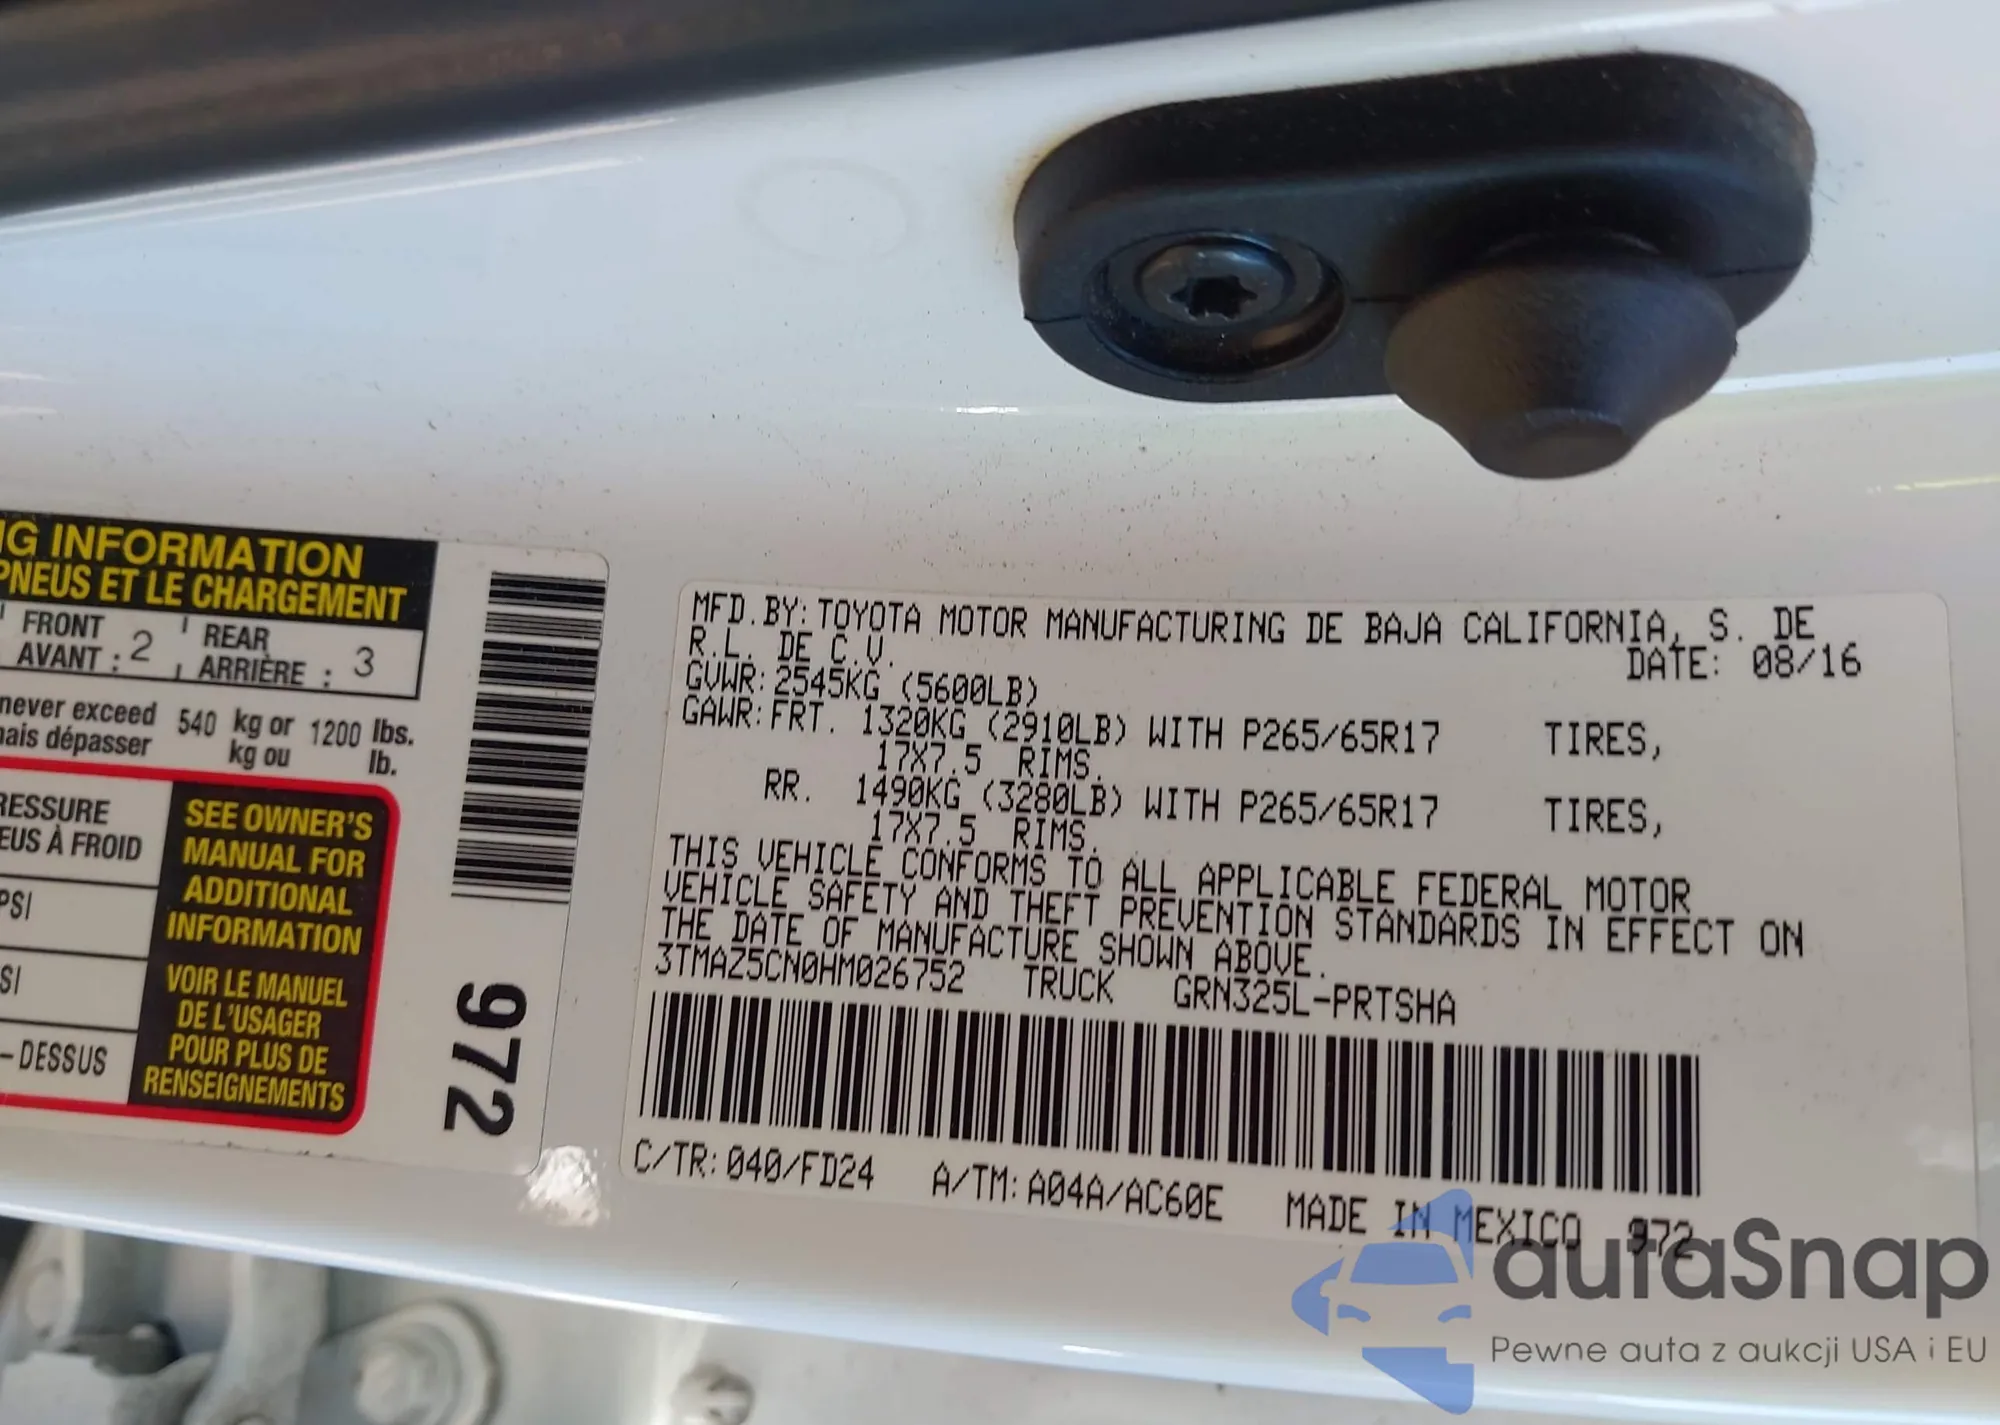 NG INFORMATION
PNEUS ET LE CHARGEMENT
FRONT
AVANT : 2
REAR
ARRIÈRE : 3
never exceed 540 kg or 1200 lbs.
mais dépasser kg ou lb.
RESSURE
EUS À FROID
PSI
SI
- DESSUS
SEE OWNER'S
MANUAL FOR
ADDITIONAL
INFORMATION
VOIR LE MANUEL
DE L'USAGER
POUR PLUS DE
RENSEIGNEMENTS
972
MFD.BY: TOYOTA MOTOR MANUFACTURING DE BAJA CALIFORNIA, S. DE
R.L. DE C.V.
DATE: 08/16
GVWR: 2545KG (5600LB)
GAWR: FRT. 1320KG (2910LB) WITH P265/65R17 TIRES,
17X7.5 RIMS.
RR. 1490KG (3280LB) WITH P265/65R17 TIRES,
17X7.5 RIMS.
THIS VEHICLE CONFORMS TO ALL APPLICABLE FEDERAL MOTOR
VEHICLE SAFETY AND THEFT PREVENTION STANDARDS IN EFFECT ON
THE DATE OF MANUFACTURE SHOWN ABOVE.
3TMAZ5CN0HM026752 TRUCK GRN325L-PRTSHA
C/TR: 040/FD24 A/TM: A04A/AC60E MADE IN MEXICO 972
autaSnap
Pewne auta z aukcji USA i EU